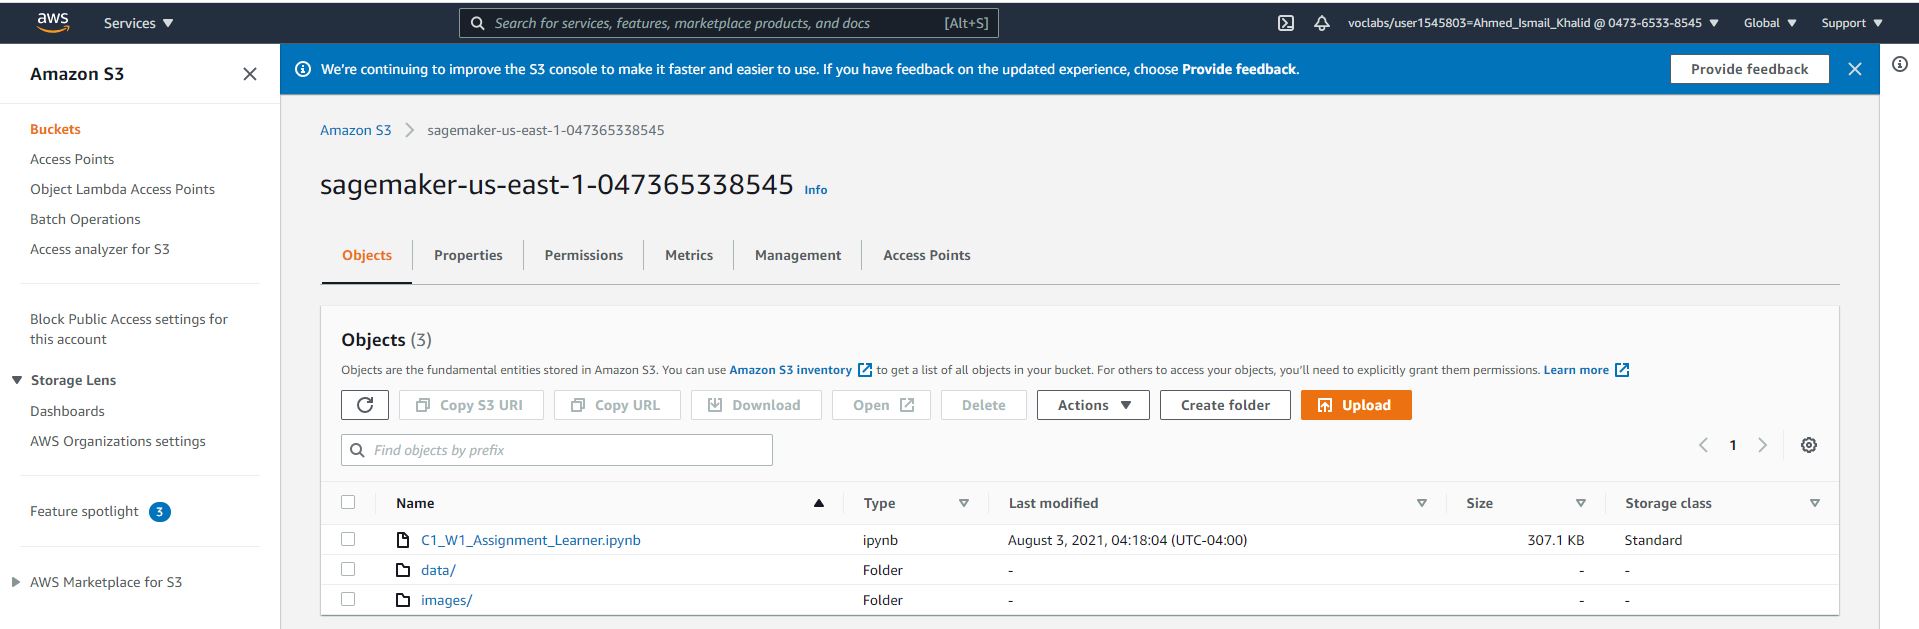 aws
Services
Search for services, features, marketplace products, and docs [Alt+S]
voclabs/user1545803=Ahmed_Ismail_Khalid @ 0473-6533-8545
Global
Support
Amazon S3
Buckets
Access Points
Object Lambda Access Points
Batch Operations
Access analyzer for S3
Block Public Access settings for
this account
Storage Lens
Dashboards
AWS Organizations settings
Feature spotlight 3
AWS Marketplace for S3
We're continuing to improve the S3 console to make it faster and easier to use. If you have feedback on the updated experience, choose Provide feedback.
Provide feedback
Amazon S3 sagemaker-us-east-1-047365338545
sagemaker-us-east-1-047365338545 Info
Objects Properties Permissions Metrics Management Access Points
Objects (3)
Objects are the fundamental entities stored in Amazon S3. You can use Amazon S3 inventory to get a list of all objects in your bucket. For others to access your objects, you'll need to explicitly grant them permissions. Learn more
Copy S3 URI Copy URL Download Open Delete Actions Create folder Upload
Find objects by prefix
1
Name Type Last modified Size Storage class
C1_W1_Assignment_Learner.ipynb ipynb August 3, 2021, 04:18:04 (UTC-04:00) 307.1 KB Standard
data/ Folder - - -
images/ Folder - - -